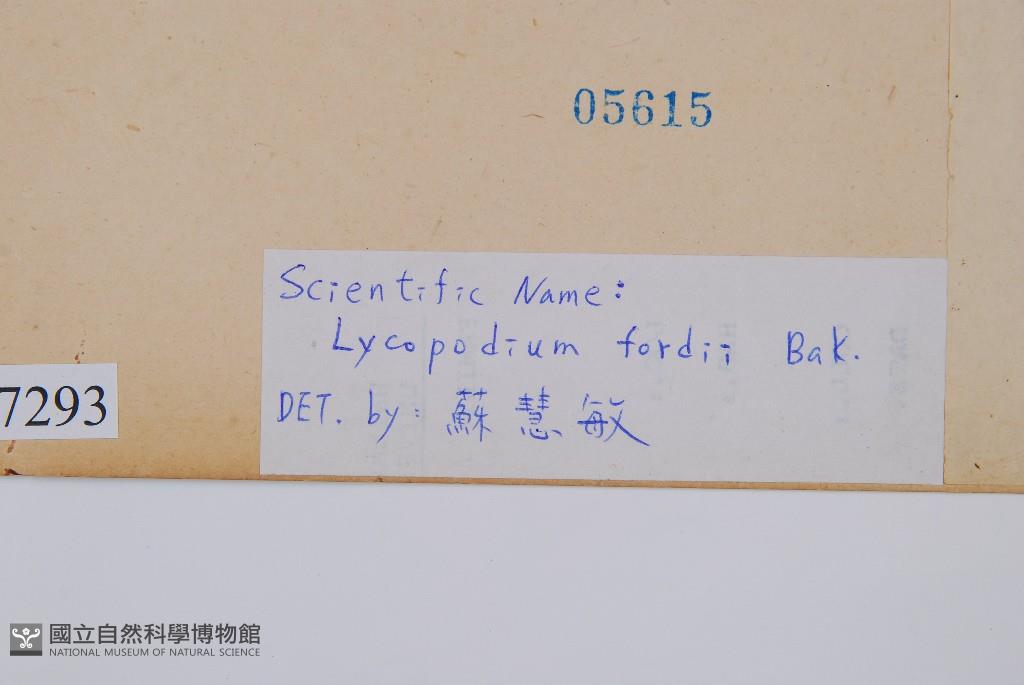 05615
Scientific Name:
Lycopodium fordii Bak.
7293
DET. by: 蘇慧敏
國立自然科學博物館
NATIONAL MUSEUM OF NATURAL SCIENCE